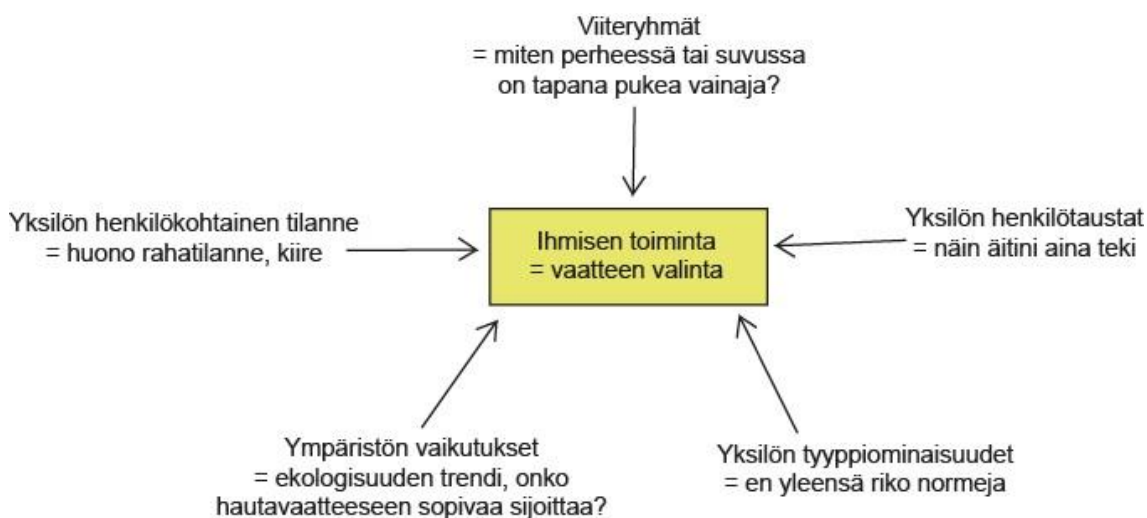 Viiteryhmät
= miten perheessä tai suvussa
on tapana pukea vainaja?
Yksilön henkilökohtainen tilanne
= huono rahatilanne, kiire
Ihmisen toiminta
= vaatteen valinta
Yksilön henkilötaustat
= näin äitini aina teki
Ympäristön vaikutukset
= ekologisuuden trendi, onko
hautavaatteeseen sopivaa sijoittaa?
Yksilön tyyppiominaisuudet
= en yleensä riko normeja